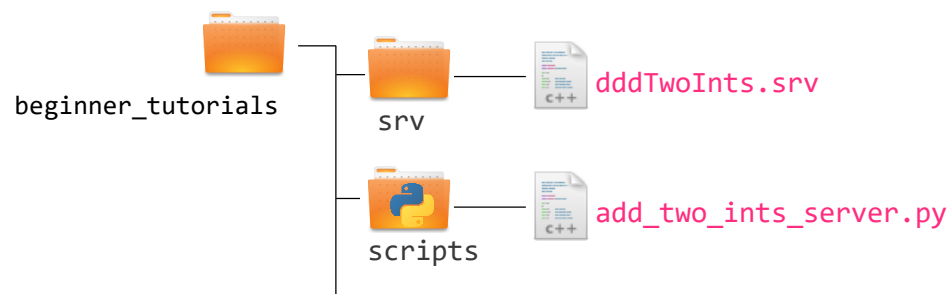 beginner_tutorials
srv
dddTwoInts.srv
C++
scripts
add_two_ints_server.py
C++